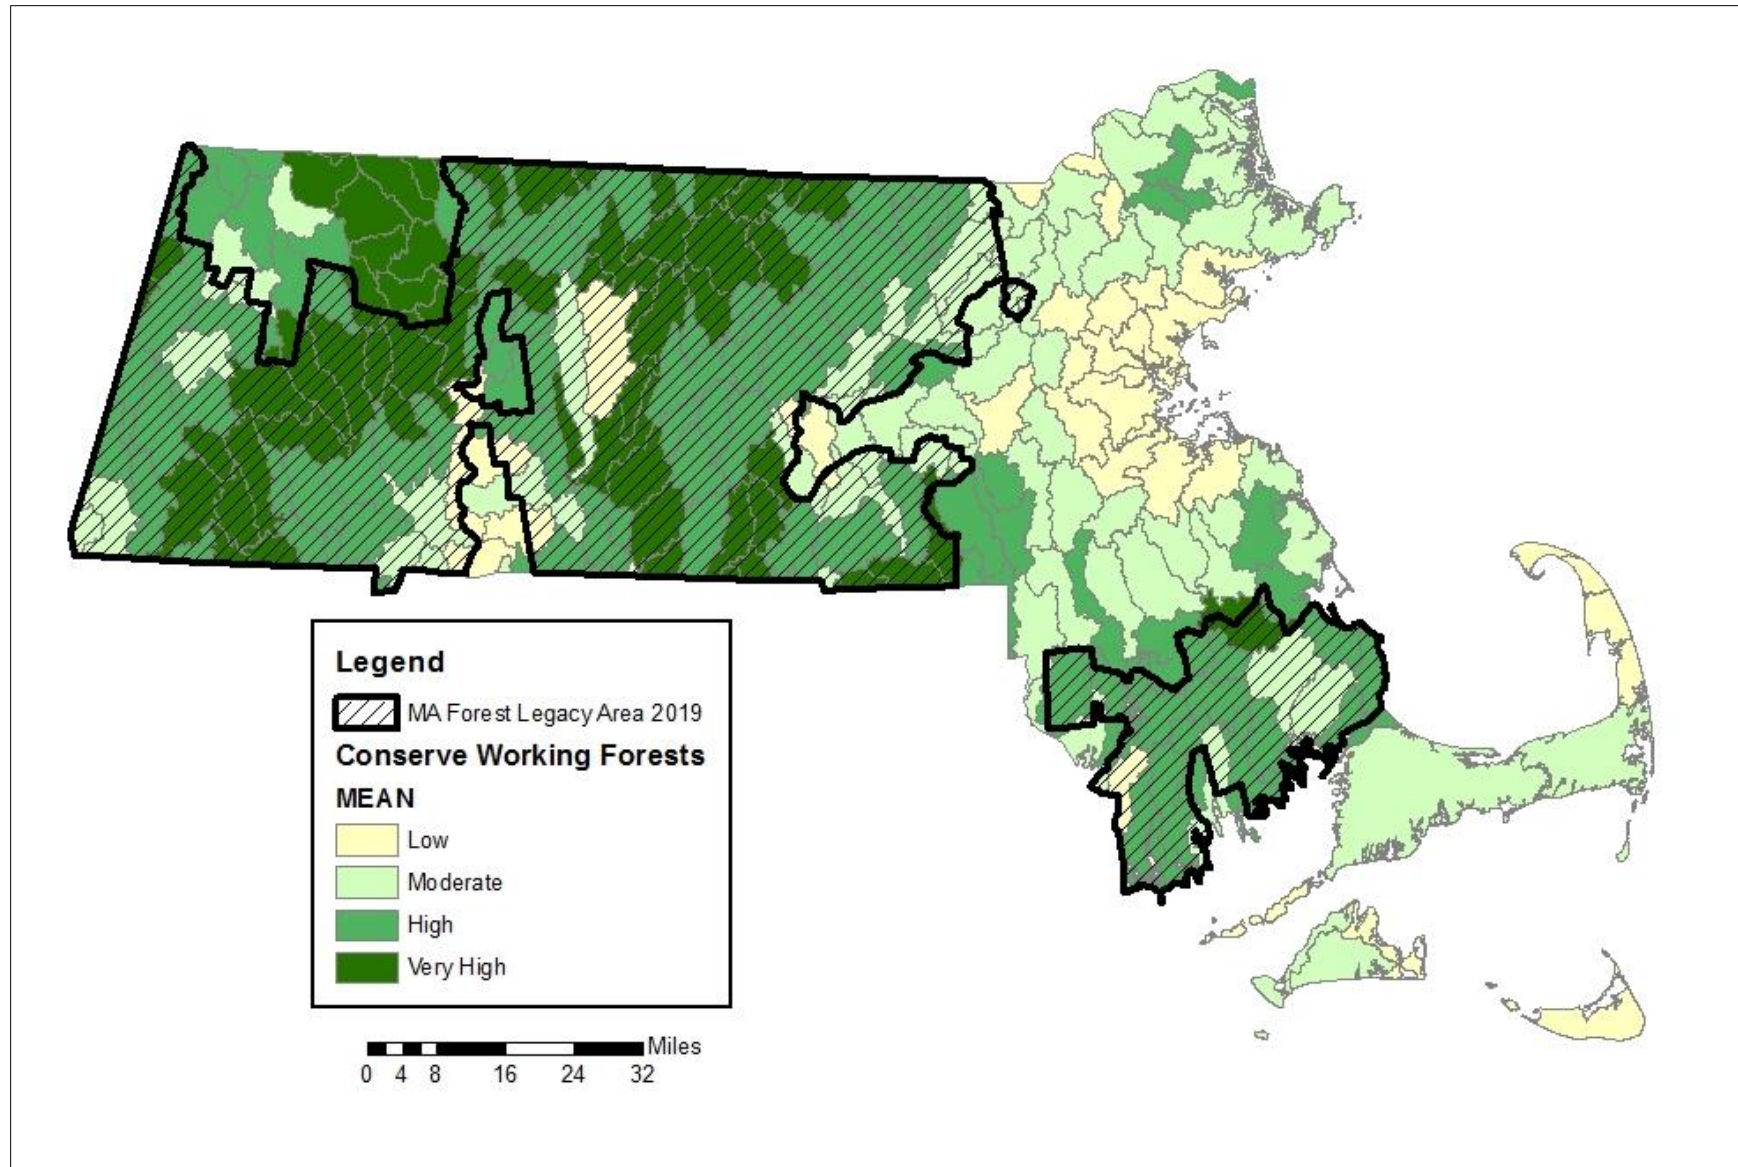 Legend
MA Forest Legacy Area 2019
Conserve Working Forests
MEAN
Low
Moderate
High
Very High
Miles
0 4 8 16 24 32